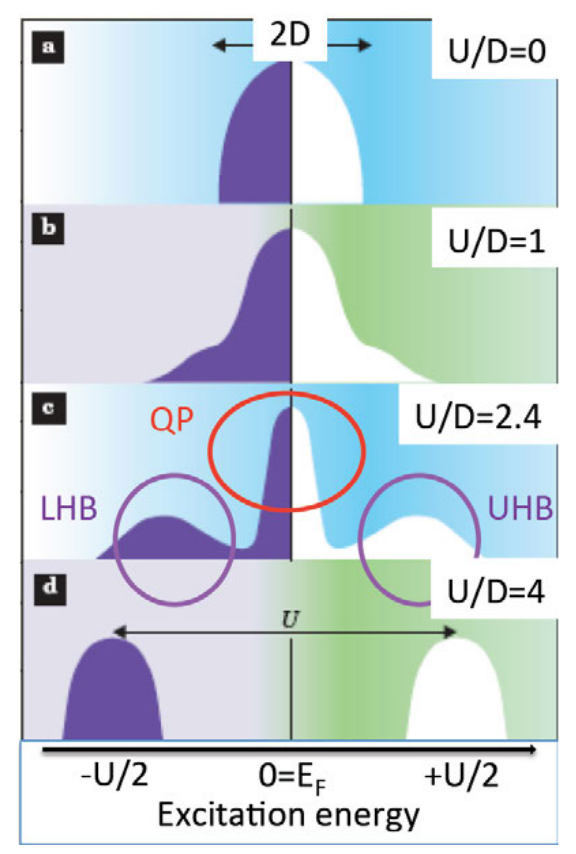 a
2D
U/D=0
b
U/D=1
c
QP
U/D=2.4
LHB
UHB
d
U/D=4
U
-U/2
0=E_F
+U/2
Excitation energy